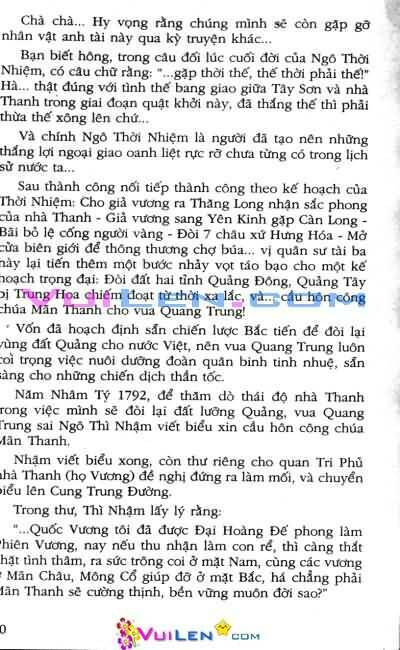 Chà chà... Hy vọng rằng chúng mình sẽ còn gặp gỡ
nhân vật anh tài này qua kỳ truyện khác...
Bạn biết hông, trong câu đối lúc cuối đời của Ngô Thời
Nhiệm, có câu chữ rằng: "...gặp thời thế, thế thời phải thế!"
Hà... thật đúng với tình thế bang giao giữa Tây Sơn và nhà
Thanh trong giai đoạn quật khởi này, đã thắng thế thì phải
thừa thế xông lên chứ...
Và chính Ngô Thời Nhiệm là người đã tạo nên những
thắng lợi ngoại giao oanh liệt rực rỡ chưa từng có trong lịch
sử nước ta...
Sau thành công nối tiếp thành công theo kế hoạch của
Thời Nhiệm: Cho giả vương ra Thăng Long nhận sắc phong
của nhà Thanh - Giả vương sang Yên Kinh gặp Càn Long -
Bãi bỏ lệ cống người vàng - Đòi 7 châu xứ Hưng Hóa - Mở
cửa biên giới để thông thương chợ búa... vị quân sư tài ba
này lại tiến thêm một bước nhảy vọt táo bạo cho một kế
hoạch trọng đại: Đòi đất hai tỉnh Quảng Đông, Quảng Tây
bị Trung Hoa chiếm đoạt từ thời xa lắc, và... cầu hôn công
chúa Mãn Thanh cho vua Quang Trung!
Vốn đã hoạch định sẵn chiến lược Bắc tiến để đòi lại
vùng đất Quảng cho nước Việt, nên vua Quang Trung luôn
coi trọng việc nuôi dưỡng đoàn quân binh tinh nhuệ, sẵn
sàng cho những chiến dịch thần tốc.
Năm Nhâm Tý 1792, để thăm dò thái độ nhà Thanh
trong việc mình sẽ đòi lại đất lưỡng Quảng, vua Quang
Trung sai Ngô Thì Nhậm viết biểu xin cầu hôn công chúa
Mãn Thanh.
Nhậm viết biểu xong, còn thư riêng cho quan Tri Phủ
nhà Thanh (họ Vương) đề nghị đứng ra làm mối, và chuyển
biểu lên Cung Trung Đường.
Trong thư, Thì Nhậm lấy lý rằng:
"...Quốc Vương tôi đã được Đại Hoàng Đế phong làm
Phiên Vương, nay nếu thu nhận làm con rể, thì càng thắt
chặt tình thâm, ra sức trông coi ở mặt Nam, cùng các vương
ở Mãn Châu, Mông Cổ giúp đỡ ở mặt Bắc, há chẳng phải
Mãn Thanh sẽ cường thịnh, bền vững muôn đời sao?"
0
VUILEN.COM
VUILEN.COM